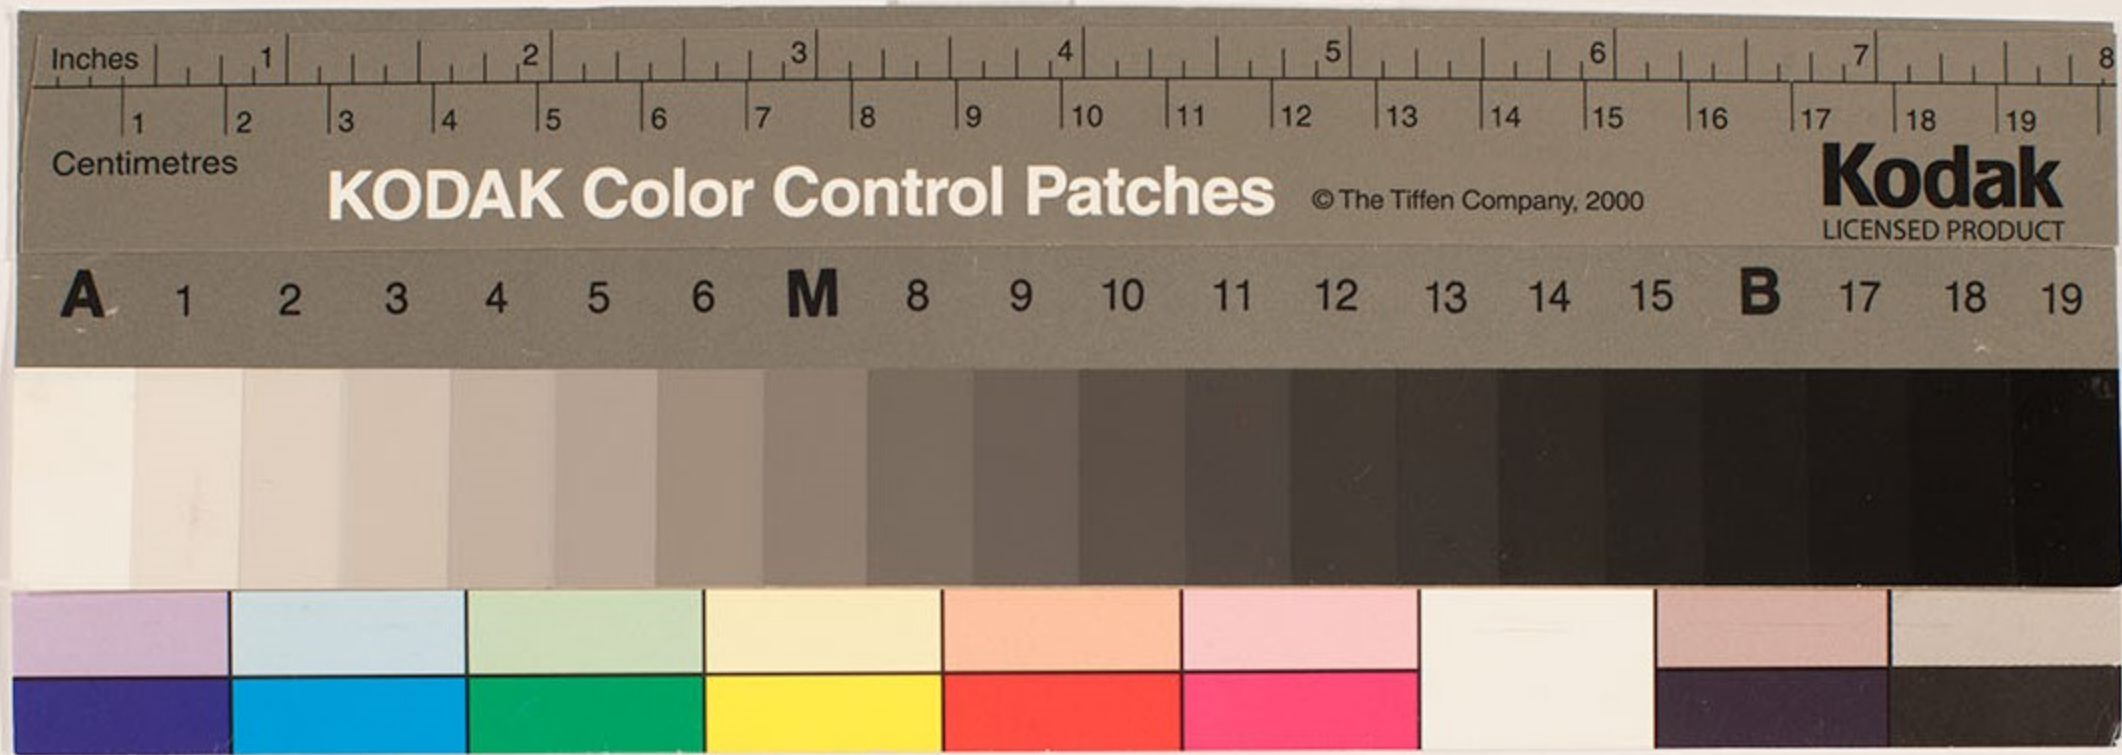 Inches 1 2 3 4 5 6 7 8
1 2 3 4 5 6 7 8 9 10 11 12 13 14 15 16 17 18 19
Centimetres
KODAK Color Control Patches © The Tiffen Company, 2000
Kodak
LICENSED PRODUCT
A 1 2 3 4 5 6 M 8 9 10 11 12 13 14 15 B 17 18 19